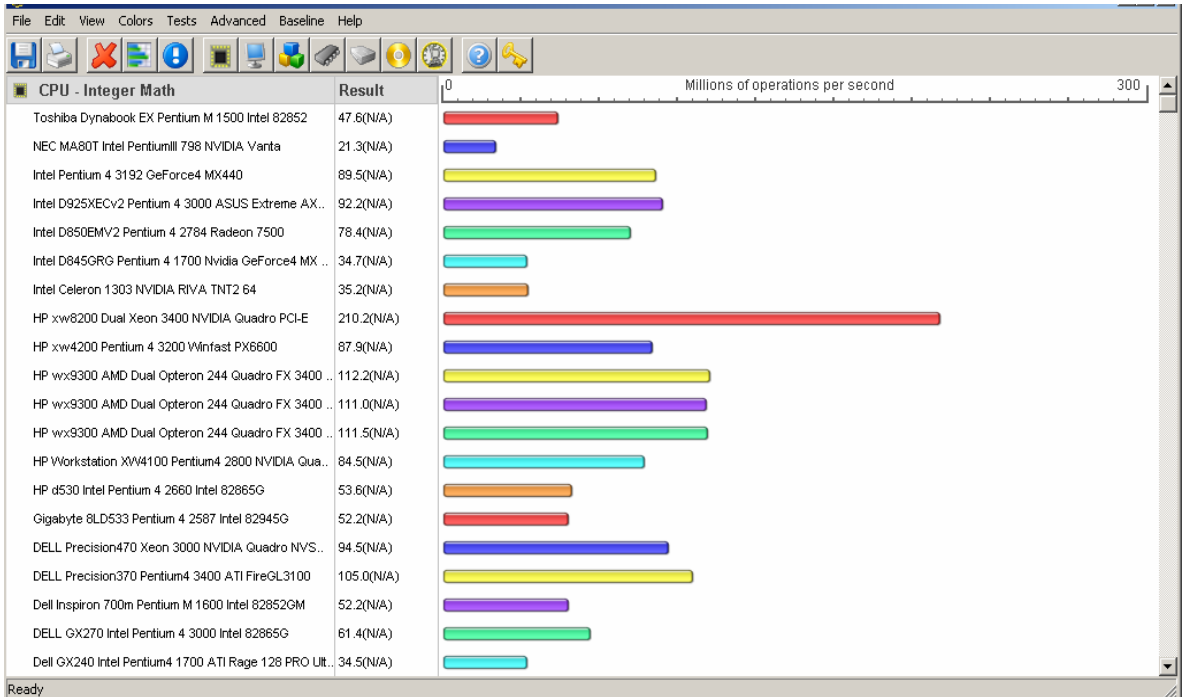 File Edit View Colors Tests Advanced Baseline Help
CPU - Integer Math Result 0 Millions of operations per second 300
Toshiba Dynabook EX Pentium M 1500 Intel 82852 47.6(N/A)
NEC MA80T Intel PentiumIII 798 NVIDIA Vanta 21.3(N/A)
Intel Pentium 4 3192 GeForce4 MX440 89.5(N/A)
Intel D925XECv2 Pentium 4 3000 ASUS Extreme AX.. 92.2(N/A)
Intel D850EMV2 Pentium 4 2784 Radeon 7500 78.4(N/A)
Intel D845GRG Pentium 4 1700 Nvidia GeForce4 MX .. 34.7(N/A)
Intel Celeron 1303 NVIDIA RIVA TNT2 64 35.2(N/A)
HP xw8200 Dual Xeon 3400 NVIDIA Quadro PCI-E 210.2(N/A)
HP xw4200 Pentium 4 3200 Winfast PX6600 87.9(N/A)
HP wx9300 AMD Dual Opteron 244 Quadro FX 3400 .. 112.2(N/A)
HP wx9300 AMD Dual Opteron 244 Quadro FX 3400 .. 111.0(N/A)
HP wx9300 AMD Dual Opteron 244 Quadro FX 3400 .. 111.5(N/A)
HP Workstation XW4100 Pentium4 2800 NVIDIA Qua.. 84.5(N/A)
HP d530 Intel Pentium 4 2660 Intel 82865G 53.6(N/A)
Gigabyte 8LD533 Pentium 4 2587 Intel 82945G 52.2(N/A)
DELL Precision470 Xeon 3000 NVIDIA Quadro NVS.. 94.5(N/A)
DELL Precision370 Pentium4 3400 ATI FireGL3100 105.0(N/A)
Dell Inspiron 700m Pentium M 1600 Intel 82852GM 52.2(N/A)
DELL GX270 Intel Pentium 4 3000 Intel 82865G 61.4(N/A)
Dell GX240 Intel Pentium4 1700 ATI Rage 128 PRO Ult.. 34.5(N/A)
Ready